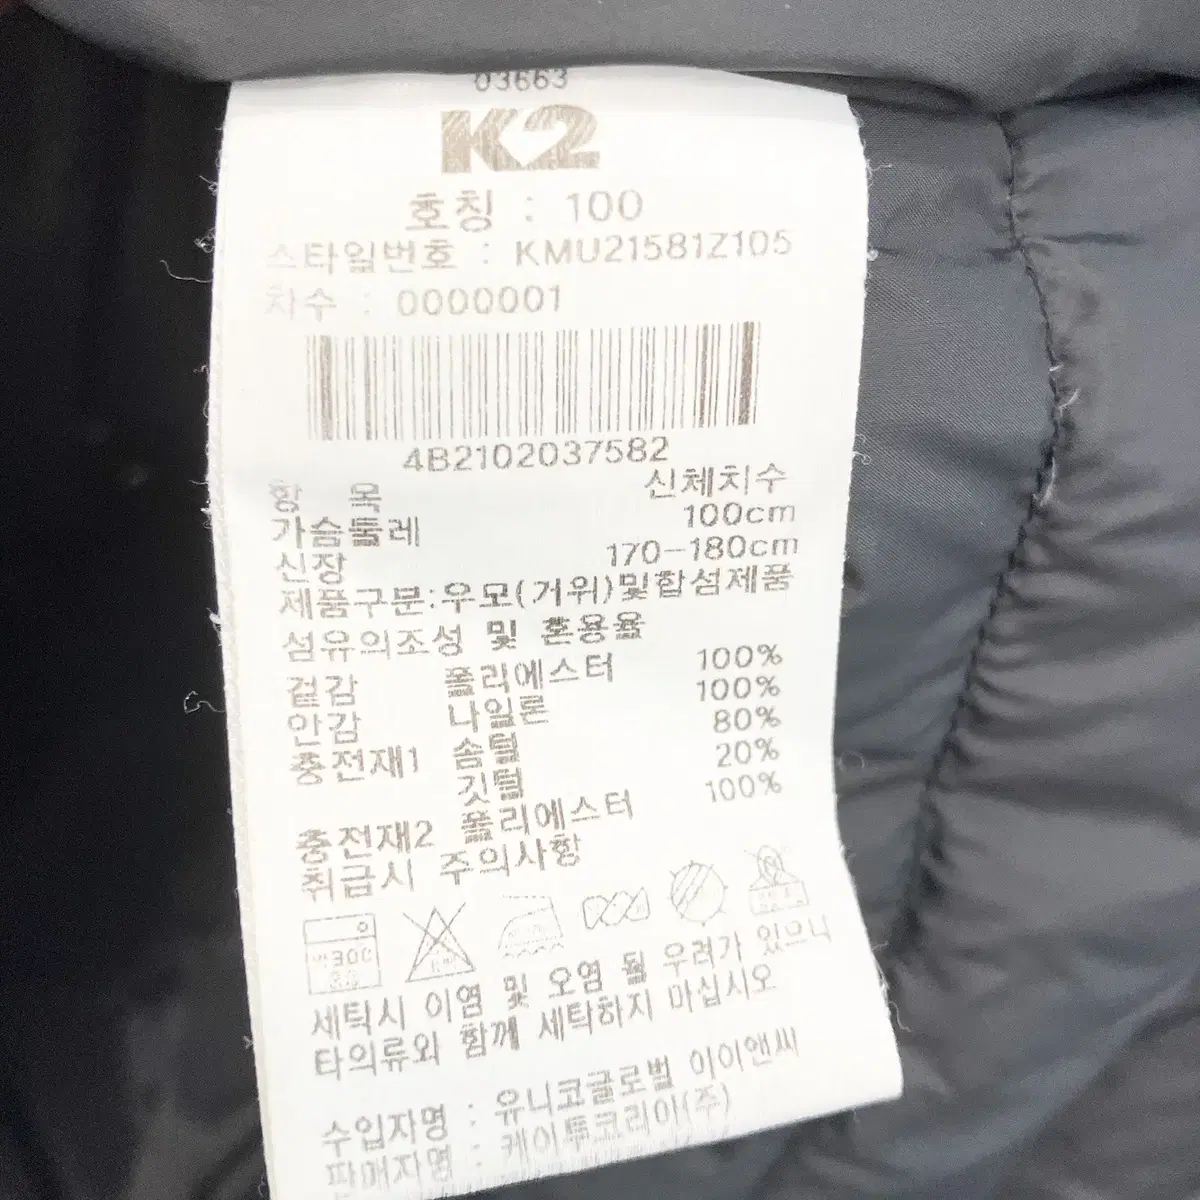 03663
K2
호칭 : 100
스타일번호 : KMU21581Z105
차수 : 0000001
4B2102037582
항 목 신체치수
가슴둘레 100cm
신장 170-180cm
제품구분:우모(거위)및합섬제품
섬유의조성 및 혼용율
겉감 폴리에스터 100%
안감 나일론 100%
충전재1 솜털 80%
깃털 20%
충전재2 폴리에스터 100%
취급시 주의사항
세탁시 이염 및 오염 될 우려가 있으니
타의류와 함께 세탁하지 마십시오
수입자명 : 유니코글로벌 이이앤씨
판매자명 : 케이투코리아(주)